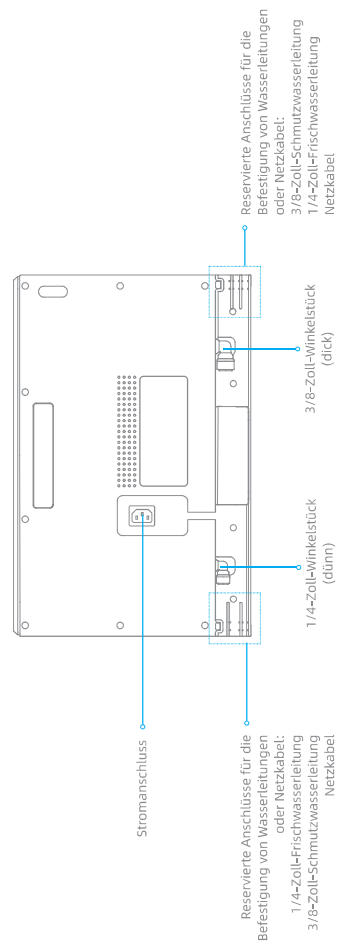 Stromanschluss
Reservierte Anschlüsse für die
Befestigung von Wasserleitungen
oder Netzkabel:
1/4-Zoll-Frischwasserleitung
3/8-Zoll-Schmutzwasserleitung
Netzkabel
1/4-Zoll-Winkelstück
(dünn)
3/8-Zoll-Winkelstück
(dick)
Reservierte Anschlüsse für die
Befestigung von Wasserleitungen
oder Netzkabel:
3/8-Zoll-Schmutzwasserleitung
1/4-Zoll-Frischwasserleitung
Netzkabel